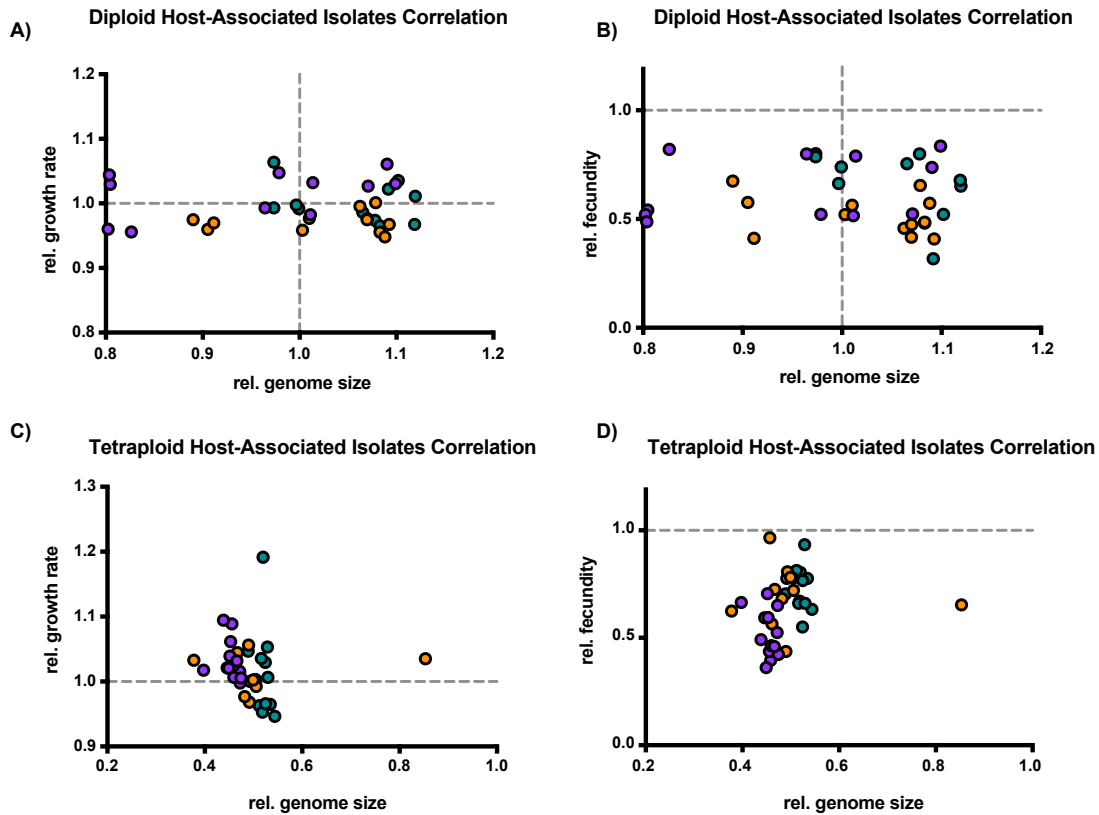 Diploid Host-Associated Isolates Correlation
A)
1.2
1.1
1.0
0.9
0.8
rel. growth rate
0.8 0.9 1.0 1.1 1.2
rel. genome size
Diploid Host-Associated Isolates Correlation
B)
1.0
0.5
0.0
rel. fecundity
0.8 0.9 1.0 1.1 1.2
rel. genome size
C)
Tetraploid Host-Associated Isolates Correlation
1.3
1.2
1.1
1.0
0.9
rel. growth rate
0.2 0.4 0.6 0.8 1.0
rel. genome size
D)
Tetraploid Host-Associated Isolates Correlation
1.0
0.5
0.0
rel. fecundity
0.2 0.4 0.6 0.8 1.0
rel. genome size